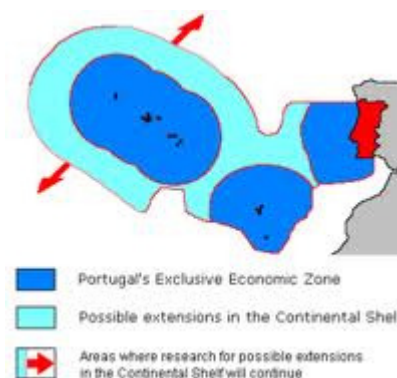 Portugal's Exclusive Economic Zone
Possible extensions in the Continental Shel
Areas where research for possible extensions
in the Continental Shelf will continue